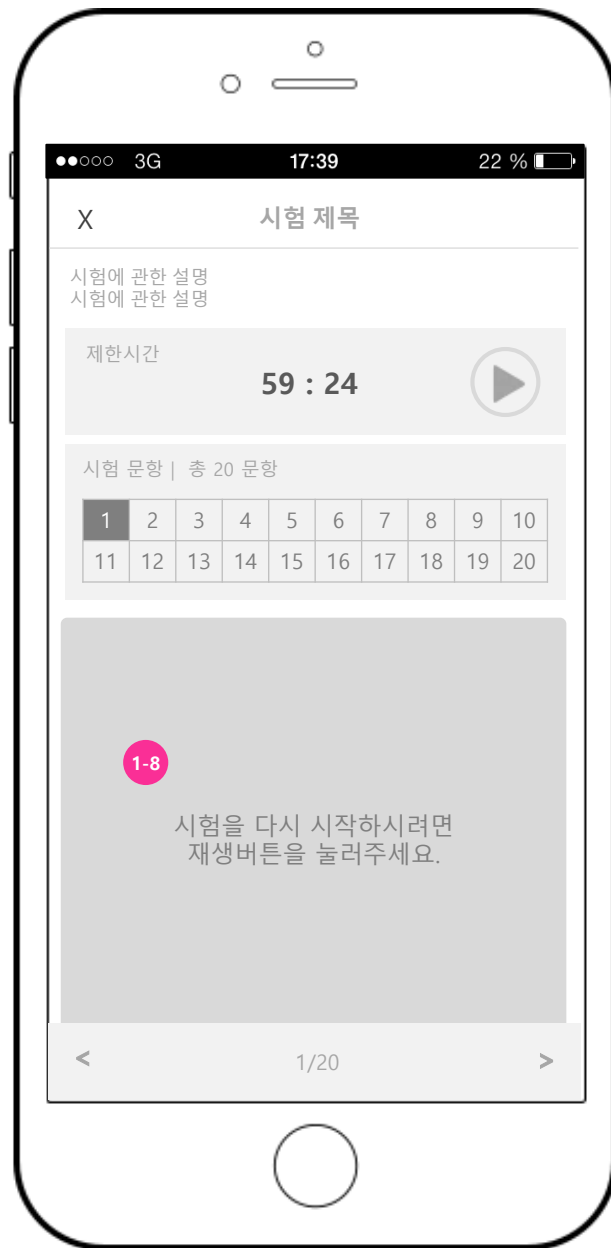 3G 17:39 22 %
X 시험 제목
시험에 관한 설명
시험에 관한 설명
제한시간
59 : 24
시험 문항 | 총 20 문항
1 2 3 4 5 6 7 8 9 10
11 12 13 14 15 16 17 18 19 20
1-8
시험을 다시 시작하시려면
재생버튼을 눌러주세요.
< 1/20 >